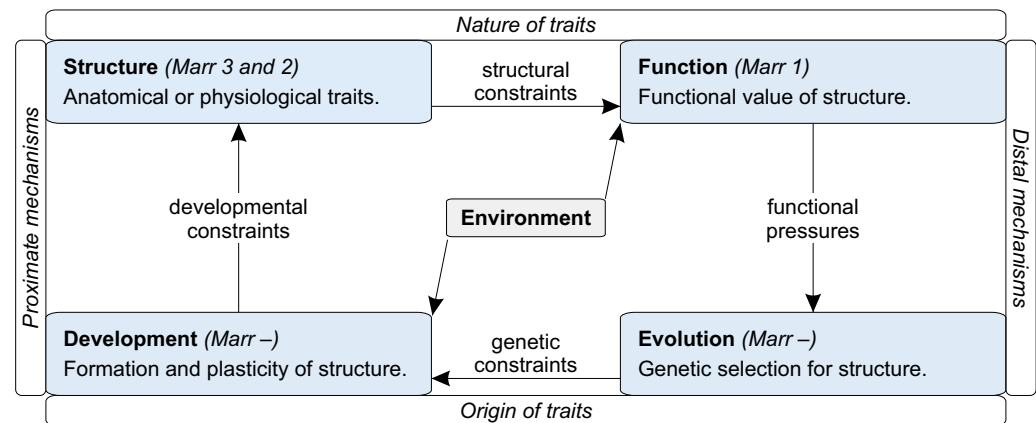 Nature of traits
Proximate mechanisms
Structure (Marr 3 and 2)
Anatomical or physiological traits.
structural
constraints
Function (Marr 1)
Functional value of structure.
Distal mechanisms
developmental
constraints
Environment
functional
pressures
Development (Marr –)
Formation and plasticity of structure.
genetic
constraints
Evolution (Marr –)
Genetic selection for structure.
Origin of traits